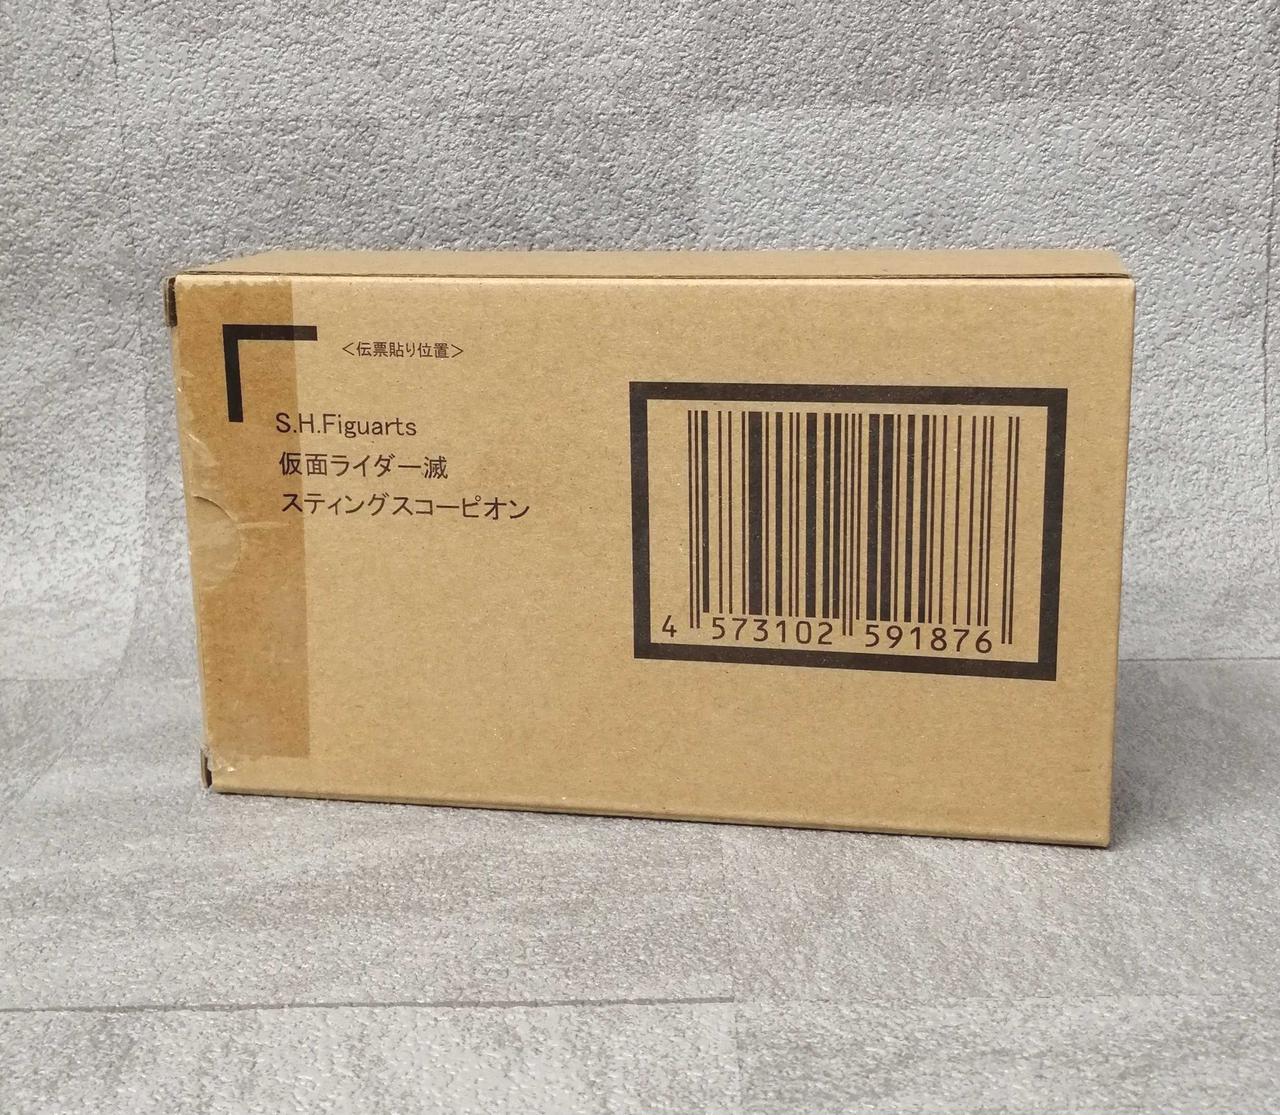 <伝票貼り位置>
S.H.Figuarts
仮面ライダー滅
スティングスコーピオン
4 573102 591876